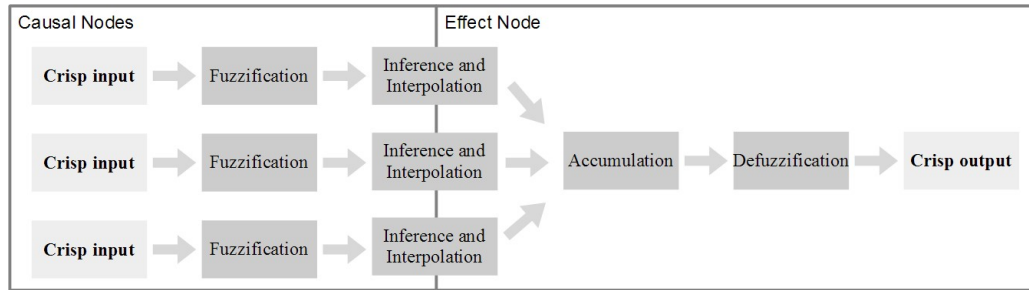 Causal Nodes
Effect Node
Crisp input
Fuzzification
Inference and
Interpolation
Crisp input
Fuzzification
Inference and
Interpolation
Accumulation
Defuzzification
Crisp output
Crisp input
Fuzzification
Inference and
Interpolation